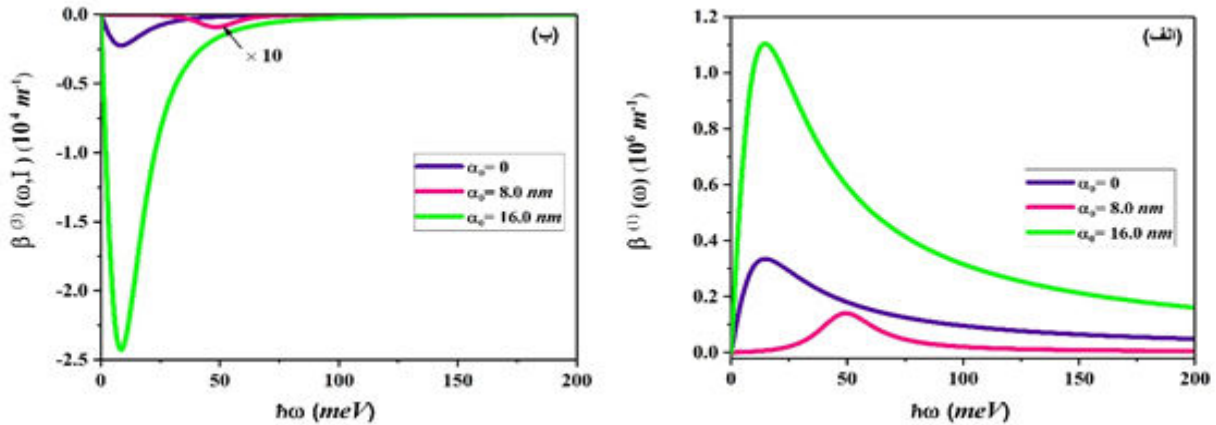 (ب)
× 10
β (3) (ω,I) (10⁴ m⁻¹)
0.0
-0.5
-1.0
-1.5
-2.0
-2.5
α₀= 0
α₀= 8.0 nm
α₀= 16.0 nm
0 50 100 150 200
ħω (meV)
(الف)
β (1) (ω) (10⁶ m⁻¹)
1.2
1.0
0.8
0.6
0.4
0.2
0.0
α₀= 0
α₀= 8.0 nm
α₀= 16.0 nm
0 50 100 150 200
ħω (meV)